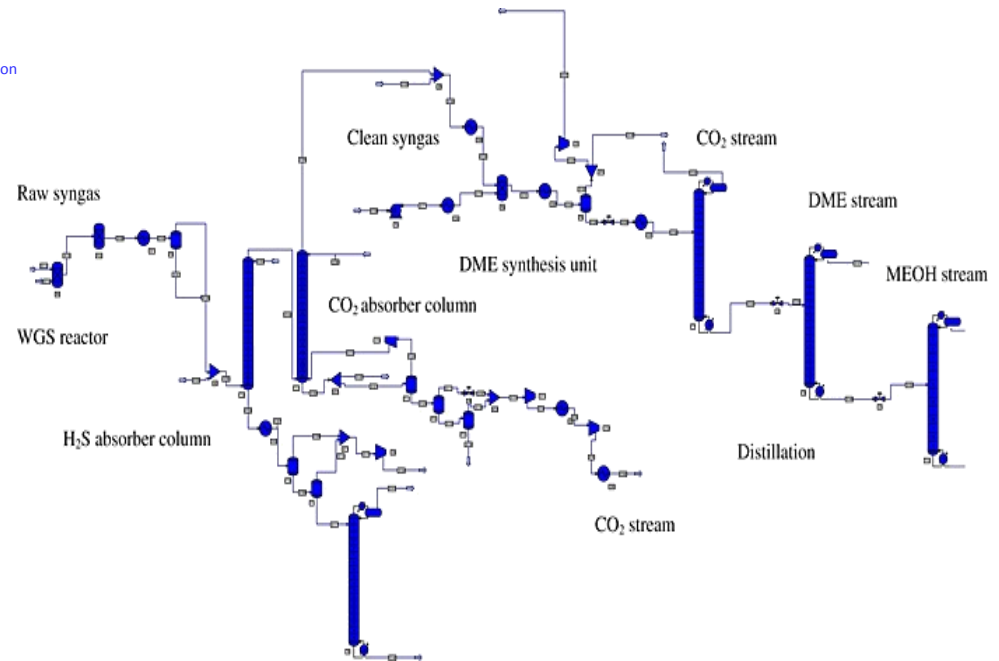 on
Clean syngas
CO₂ stream
Raw syngas
DME stream
DME synthesis unit
MEOH stream
CO₂ absorber column
WGS reactor
H₂S absorber column
Distillation
CO₂ stream